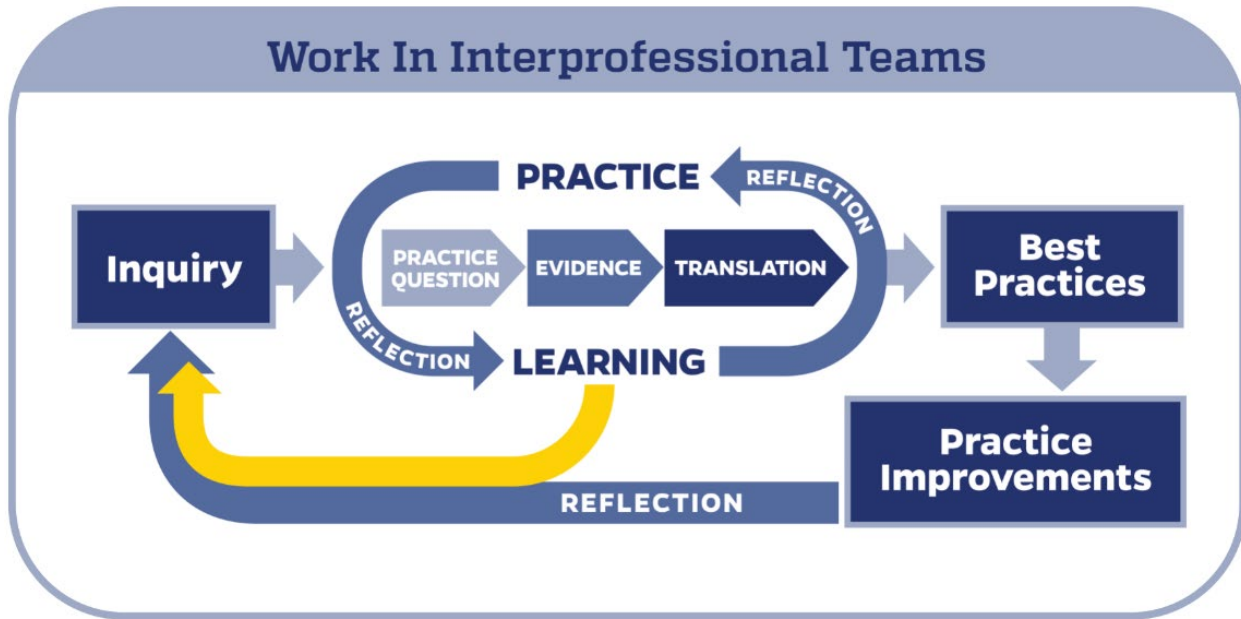 Work In Interprofessional Teams
PRACTICE
REFLECTION
Inquiry
PRACTICE
QUESTION
EVIDENCE
TRANSLATION
Best
Practices
REFLECTION
LEARNING
Practice
Improvements
REFLECTION